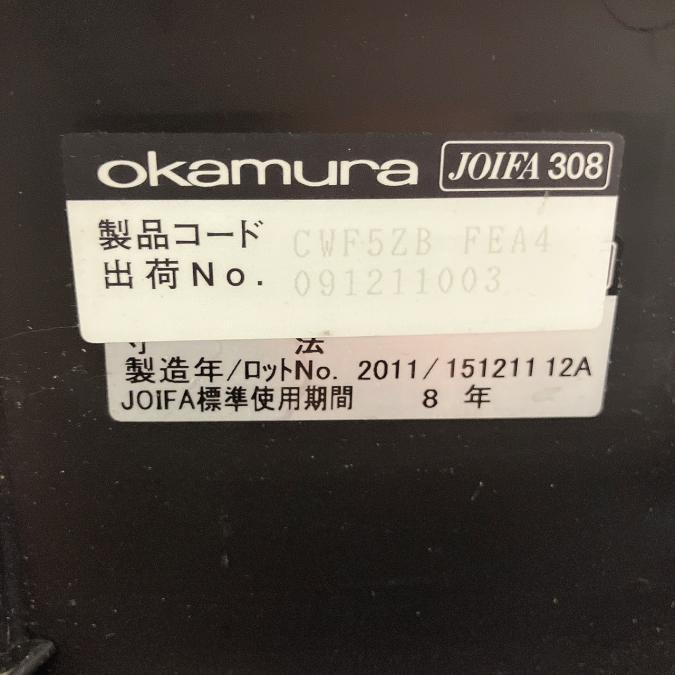 okamura JOIFA 308
製品コード CWF5ZB FEA4
出荷No. 091211003
寸 法
製造年/ロットNo. 2011/151211 12A
JOIFA標準使用期間 8 年